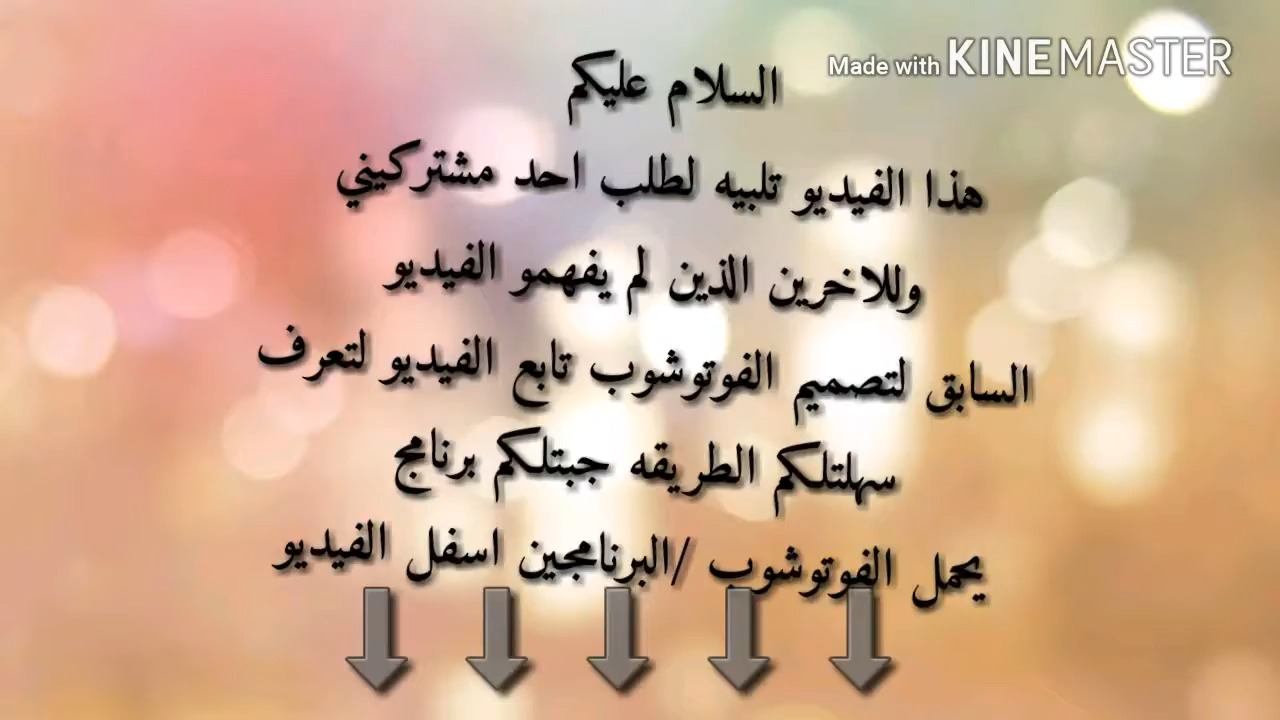 Made with KINEMASTER
السلام عليكم
هذا الفيديو تلبيه لطلب احد مشتركيني
وللاخرين الذين لم يفهمو الفيديو
السابق لتصميم الفوتوشوب تابع الفيديو لتعرف
سهلتلكم الطريقه جبتلكم برنامج
يحمل الفوتوشوب /البرنامجين اسفل الفيديو